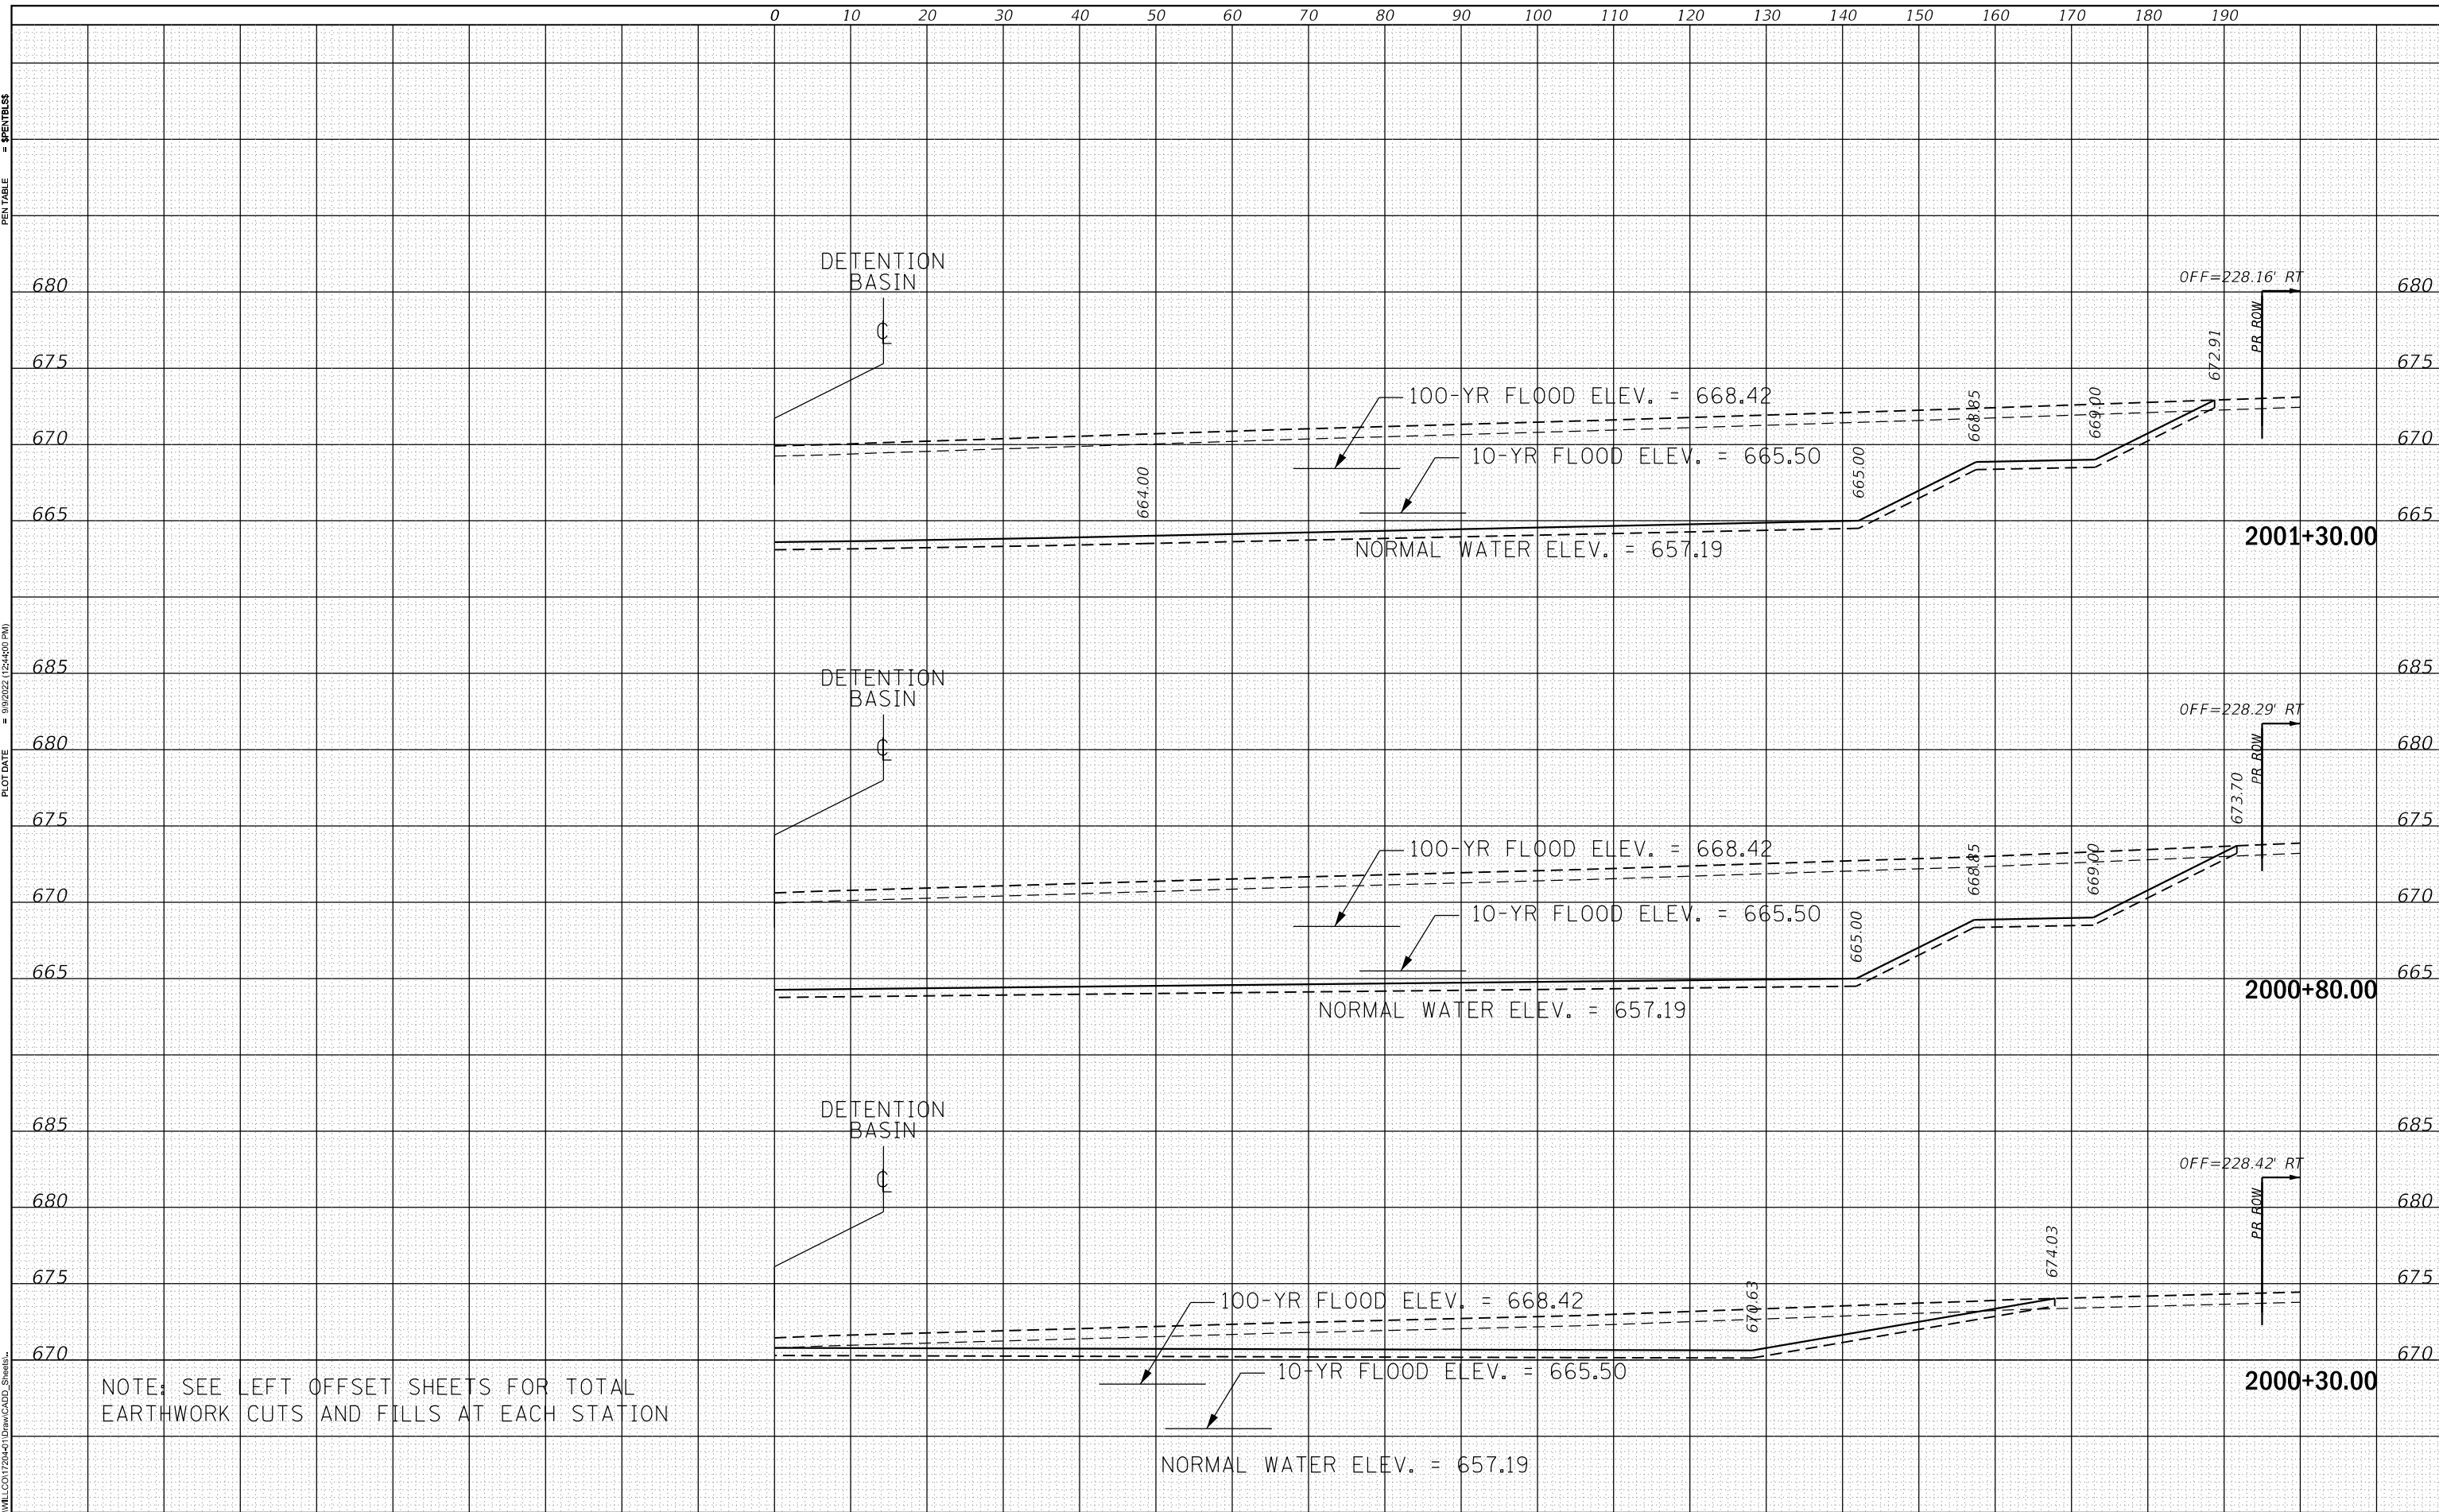 0 10 20 30 40 50 60 70 80 90 100 110 120 130 140 150 160 170 180 190
PEN TABLE = $PENTBLS$
PLOT DATE = 9/9/2022 (12:44:00 PM)
DETENTION
BASIN
℄
OFF=228.16' RT
680 680
PR ROW
672.91
675 675
100-YR FLOOD ELEV. = 668.42
668.85
669.00
670 670
10-YR FLOOD ELEV. = 665.50
664.00
665.00
665 665
2001+30.00
NORMAL WATER ELEV. = 657.19
685 685
DETENTION
BASIN
℄
OFF=228.29' RT
680 680
PR ROW
673.70
675 675
100-YR FLOOD ELEV. = 668.42
668.85
669.00
670 670
10-YR FLOOD ELEV. = 665.50
665.00
665 665
2000+80.00
NORMAL WATER ELEV. = 657.19
DETENTION
BASIN
685 685
℄
OFF=228.42' RT
680 680
PR ROW
674.03
675 675
100-YR FLOOD ELEV. = 668.42
670.63
670 670
10-YR FLOOD ELEV. = 665.50
2000+30.00
NOTE: SEE LEFT OFFSET SHEETS FOR TOTAL
EARTHWORK CUTS AND FILLS AT EACH STATION
NORMAL WATER ELEV. = 657.19